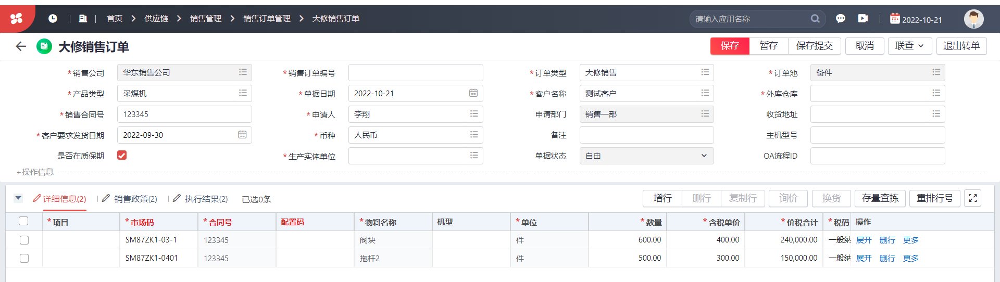 首页 供应链 销售管理 销售订单管理 大修销售订单 请输入应用名称 2022-10-21
大修销售订单 保存 暂存 保存提交 取消 联查 退出转单
*销售公司 华东销售公司 *销售订单编号 *订单类型 大修销售 *订单池 备件
*产品类型 采煤机 *单据日期 2022-10-21 *客户名称 测试客户 *外库仓库
*销售合同号 123345 *申请人 李翔 申请部门 销售一部 收货地址
*客户要求发货日期 2022-09-30 *币种 人民币 备注 主机型号
是否在质保期 *生产实体单位 单据状态 自由 OA流程ID
+操作信息
详细信息(2) 销售政策(2) 执行结果(2) 已选0条 增行 删行 复制行 询价 换货 存量查拣 重排行号
*项目 *市场码 *合同号 配置码 *物料名称 机型 *单位 *数量 *含税单价 *价税合计 *税码 操作
SM87ZK1-03-1 123345 阀块 件 600.00 400.00 240,000.00 一般纳 展开 删行 更多
SM87ZK1-0401 123345 拖杆2 件 500.00 300.00 150,000.00 一般纳 展开 删行 更多